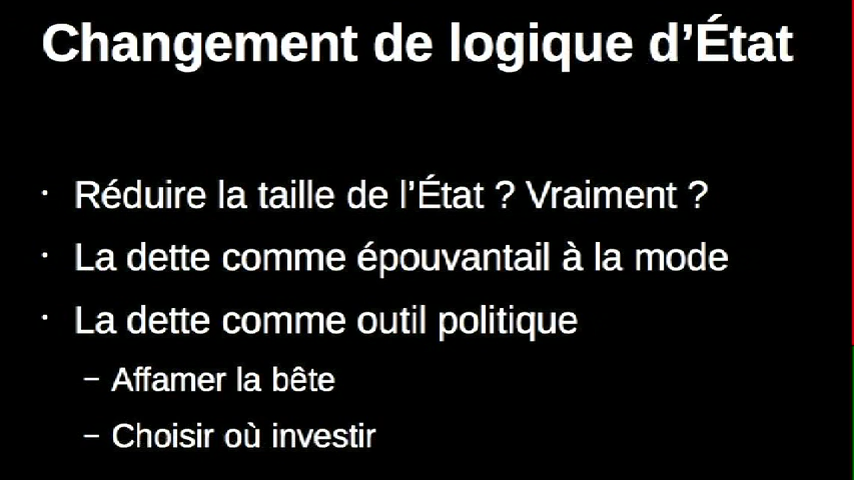 Changement de logique d’État
· Réduire la taille de l’État ? Vraiment ?
· La dette comme épouvantail à la mode
· La dette comme outil politique
– Affamer la bête
– Choisir où investir